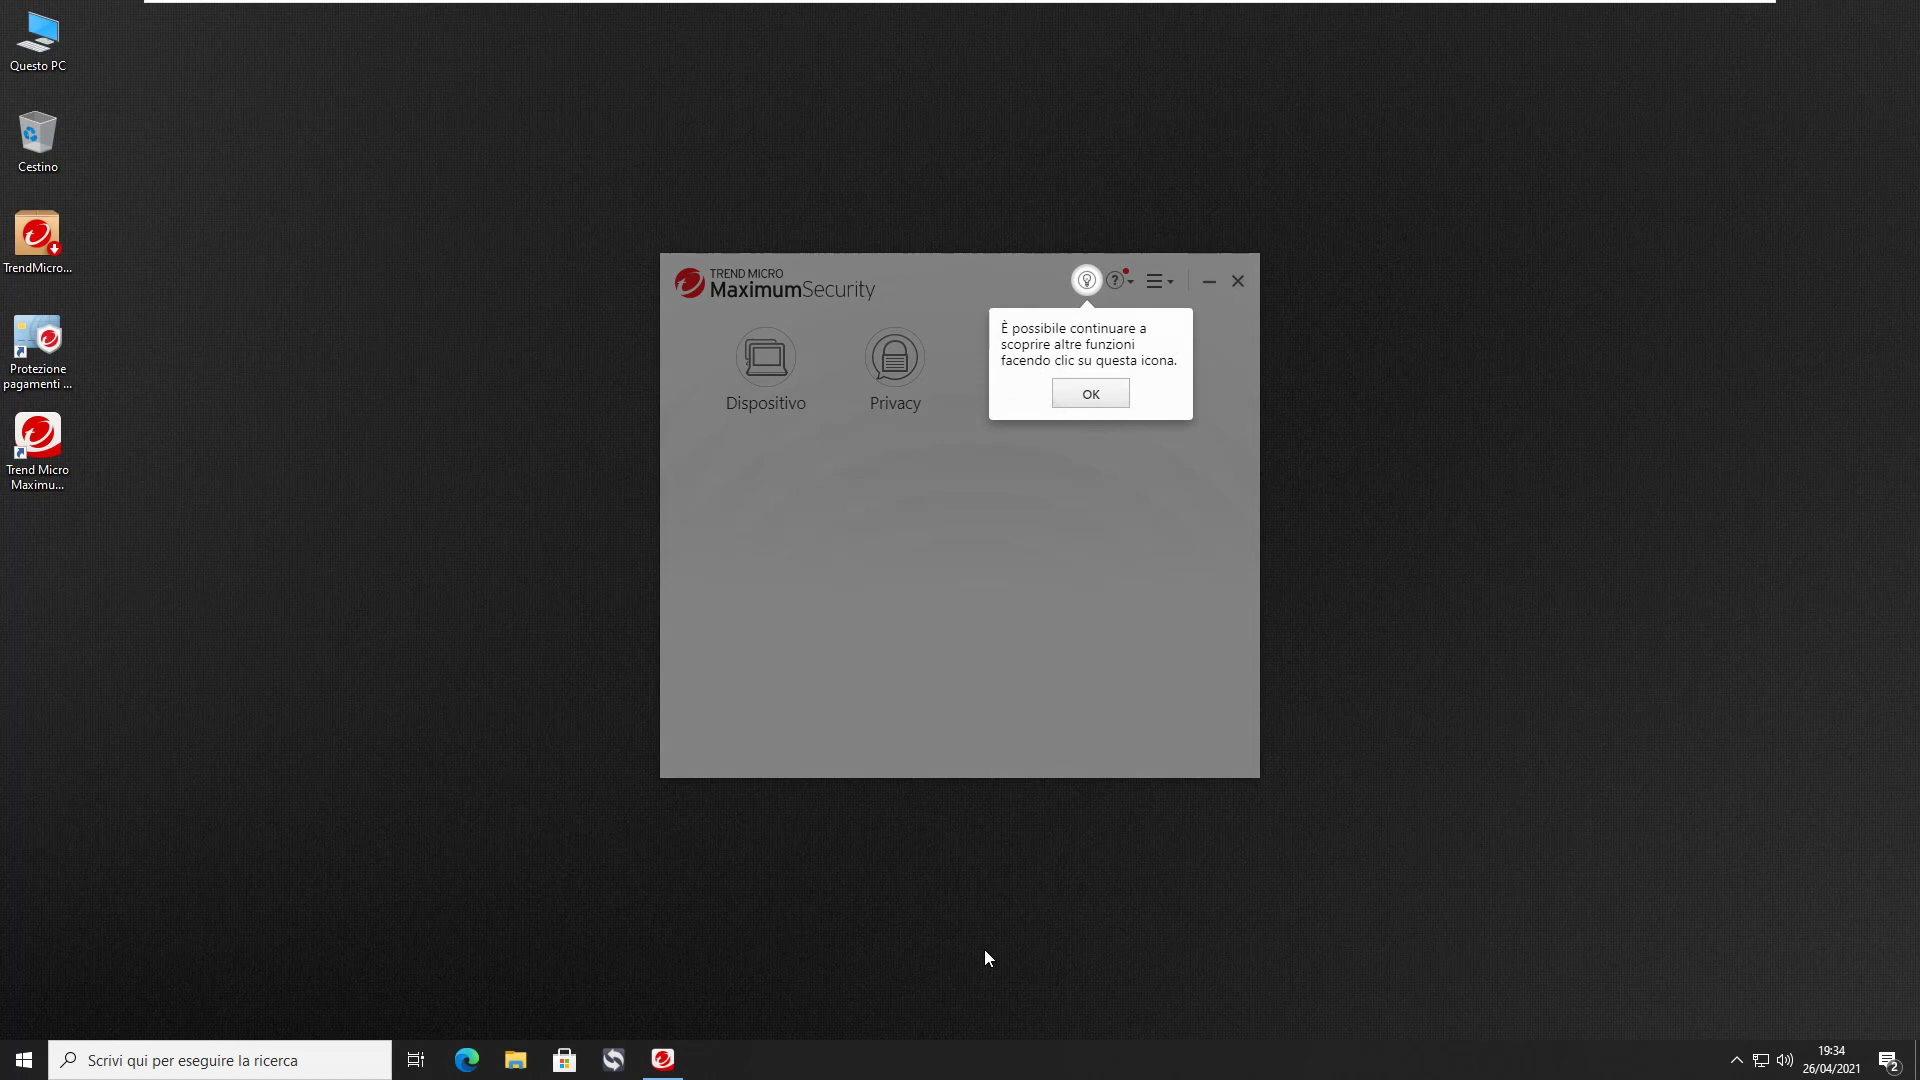 Questo PC
Cestino
TrendMicro...
Protezione
pagamenti ...
Trend Micro
Maximu...
TREND MICRO
MaximumSecurity
?
È possibile continuare a
scoprire altre funzioni
facendo clic su questa icona.
OK
Dispositivo
Privacy
Scrivi qui per eseguire la ricerca
19:34
26/04/2021
2